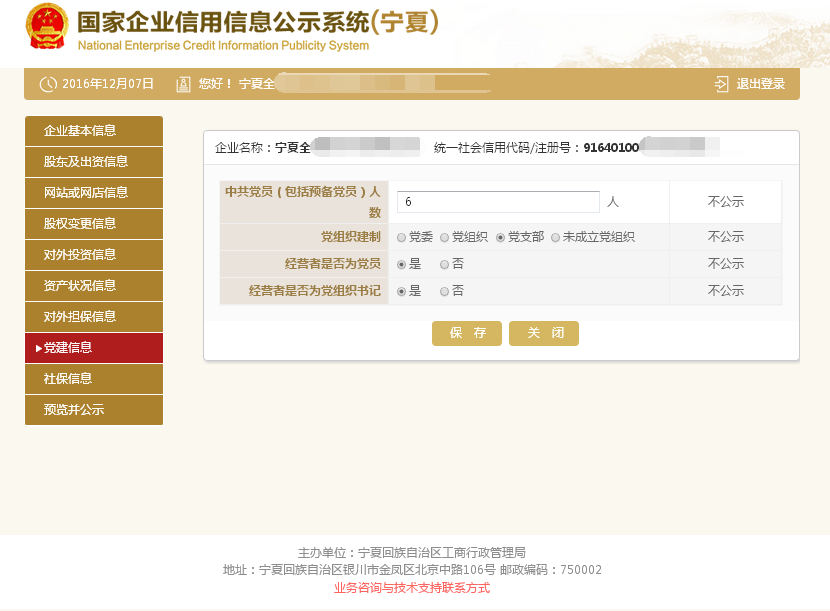 国家企业信用信息公示系统(宁夏)
National Enterprise Credit Information Publicity System
2016年12月07日 您好！ 宁夏全 退出登录
企业基本信息
股东及出资信息
网站或网店信息
股权变更信息
对外投资信息
资产状况信息
对外担保信息
党建信息
社保信息
预览并公示
企业名称：宁夏全 统一社会信用代码/注册号：91640100
中共党员（包括预备党员）人
数 6 人 不公示
党组织建制 党委 党组织 党支部 未成立党组织 不公示
经营者是否为党员 是 否 不公示
经营者是否为党组织书记 是 否 不公示
保 存 关 闭
主办单位：宁夏回族自治区工商行政管理局
地址：宁夏回族自治区银川市金凤区北京中路106号 邮政编码：750002
业务咨询与技术支持联系方式